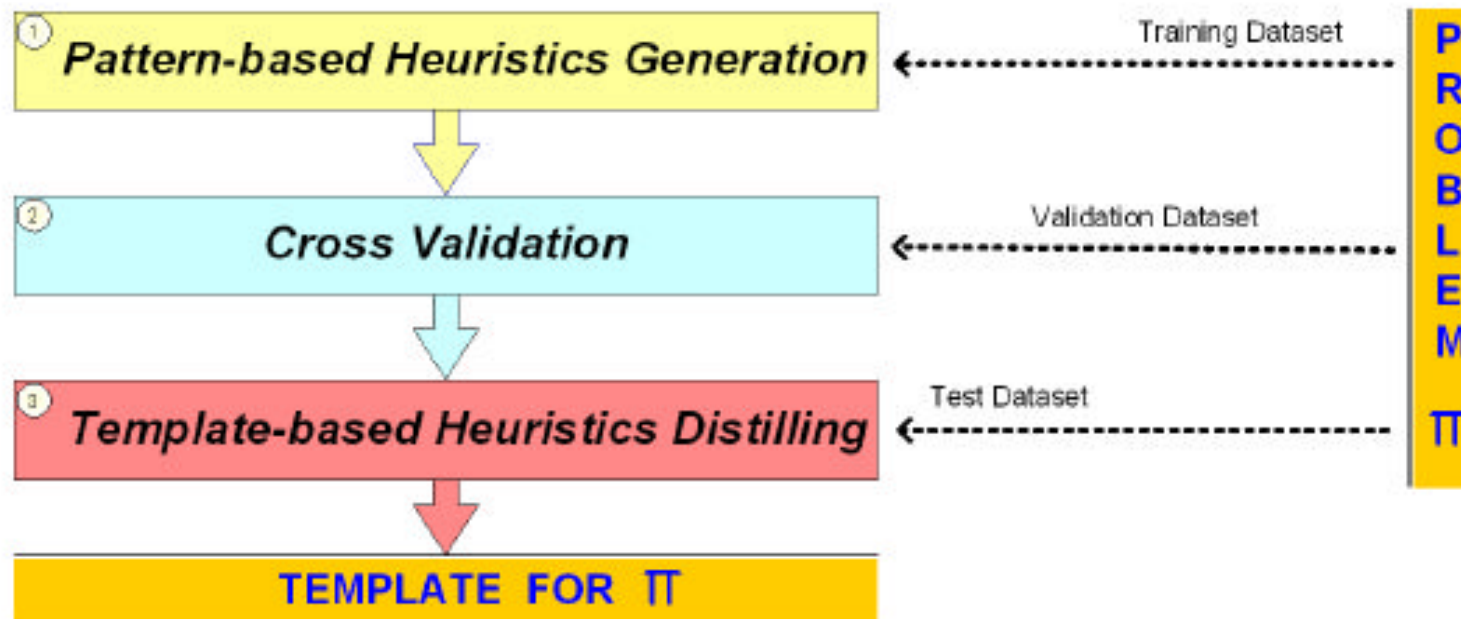 1
Pattern-based Heuristics Generation
Training Dataset
2
Cross Validation
Validation Dataset
3
Template-based Heuristics Distilling
Test Dataset
TEMPLATE FOR Π
P
R
O
B
L
E
M
Π